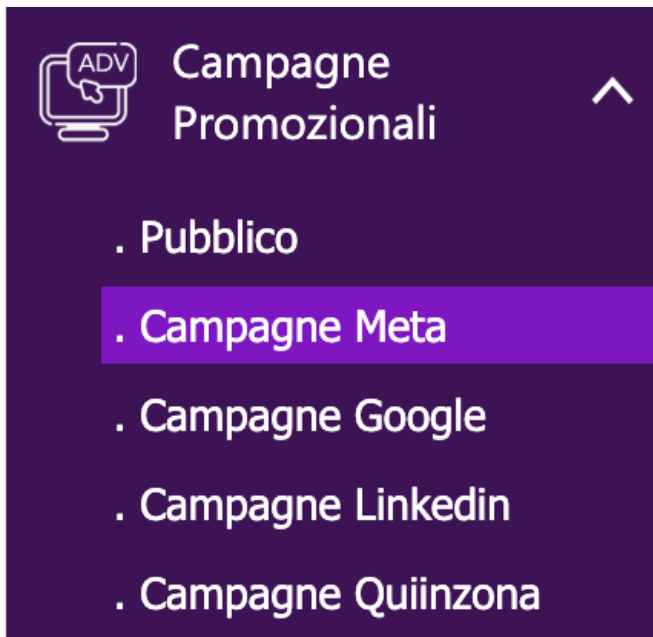 ADV
Campagne
Promozionali
. Pubblico
. Campagne Meta
. Campagne Google
. Campagne Linkedin
. Campagne Quiinzona